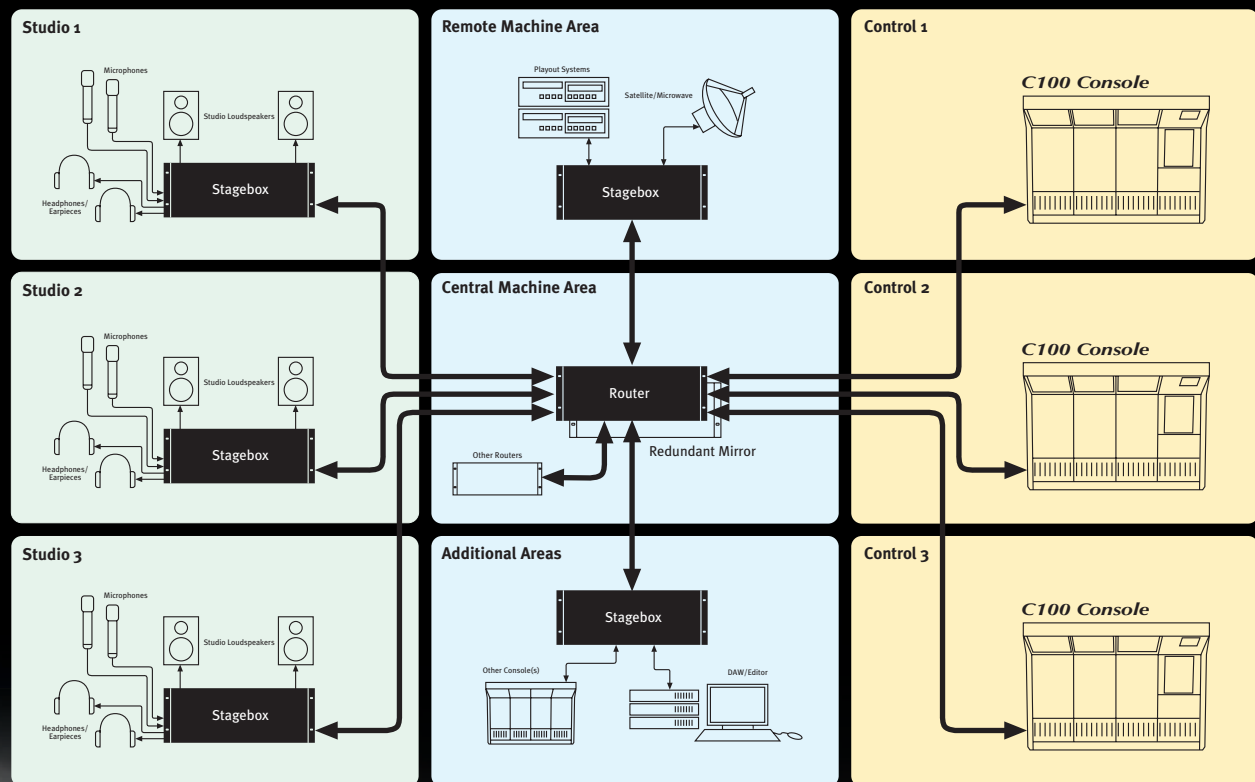 Studio 1
Microphones
Studio Loudspeakers
Stagebox
Headphones/
Earpieces
Remote Machine Area
Playout Systems
Satellite/Microwave
Stagebox
Control 1
C100 Console
Studio 2
Microphones
Studio Loudspeakers
Stagebox
Headphones/
Earpieces
Central Machine Area
Router
Redundant Mirror
Other Routers
Control 2
C100 Console
Studio 3
Microphones
Studio Loudspeakers
Stagebox
Headphones/
Earpieces
Additional Areas
Stagebox
Other Console(s)
DAW/Editor
Control 3
C100 Console